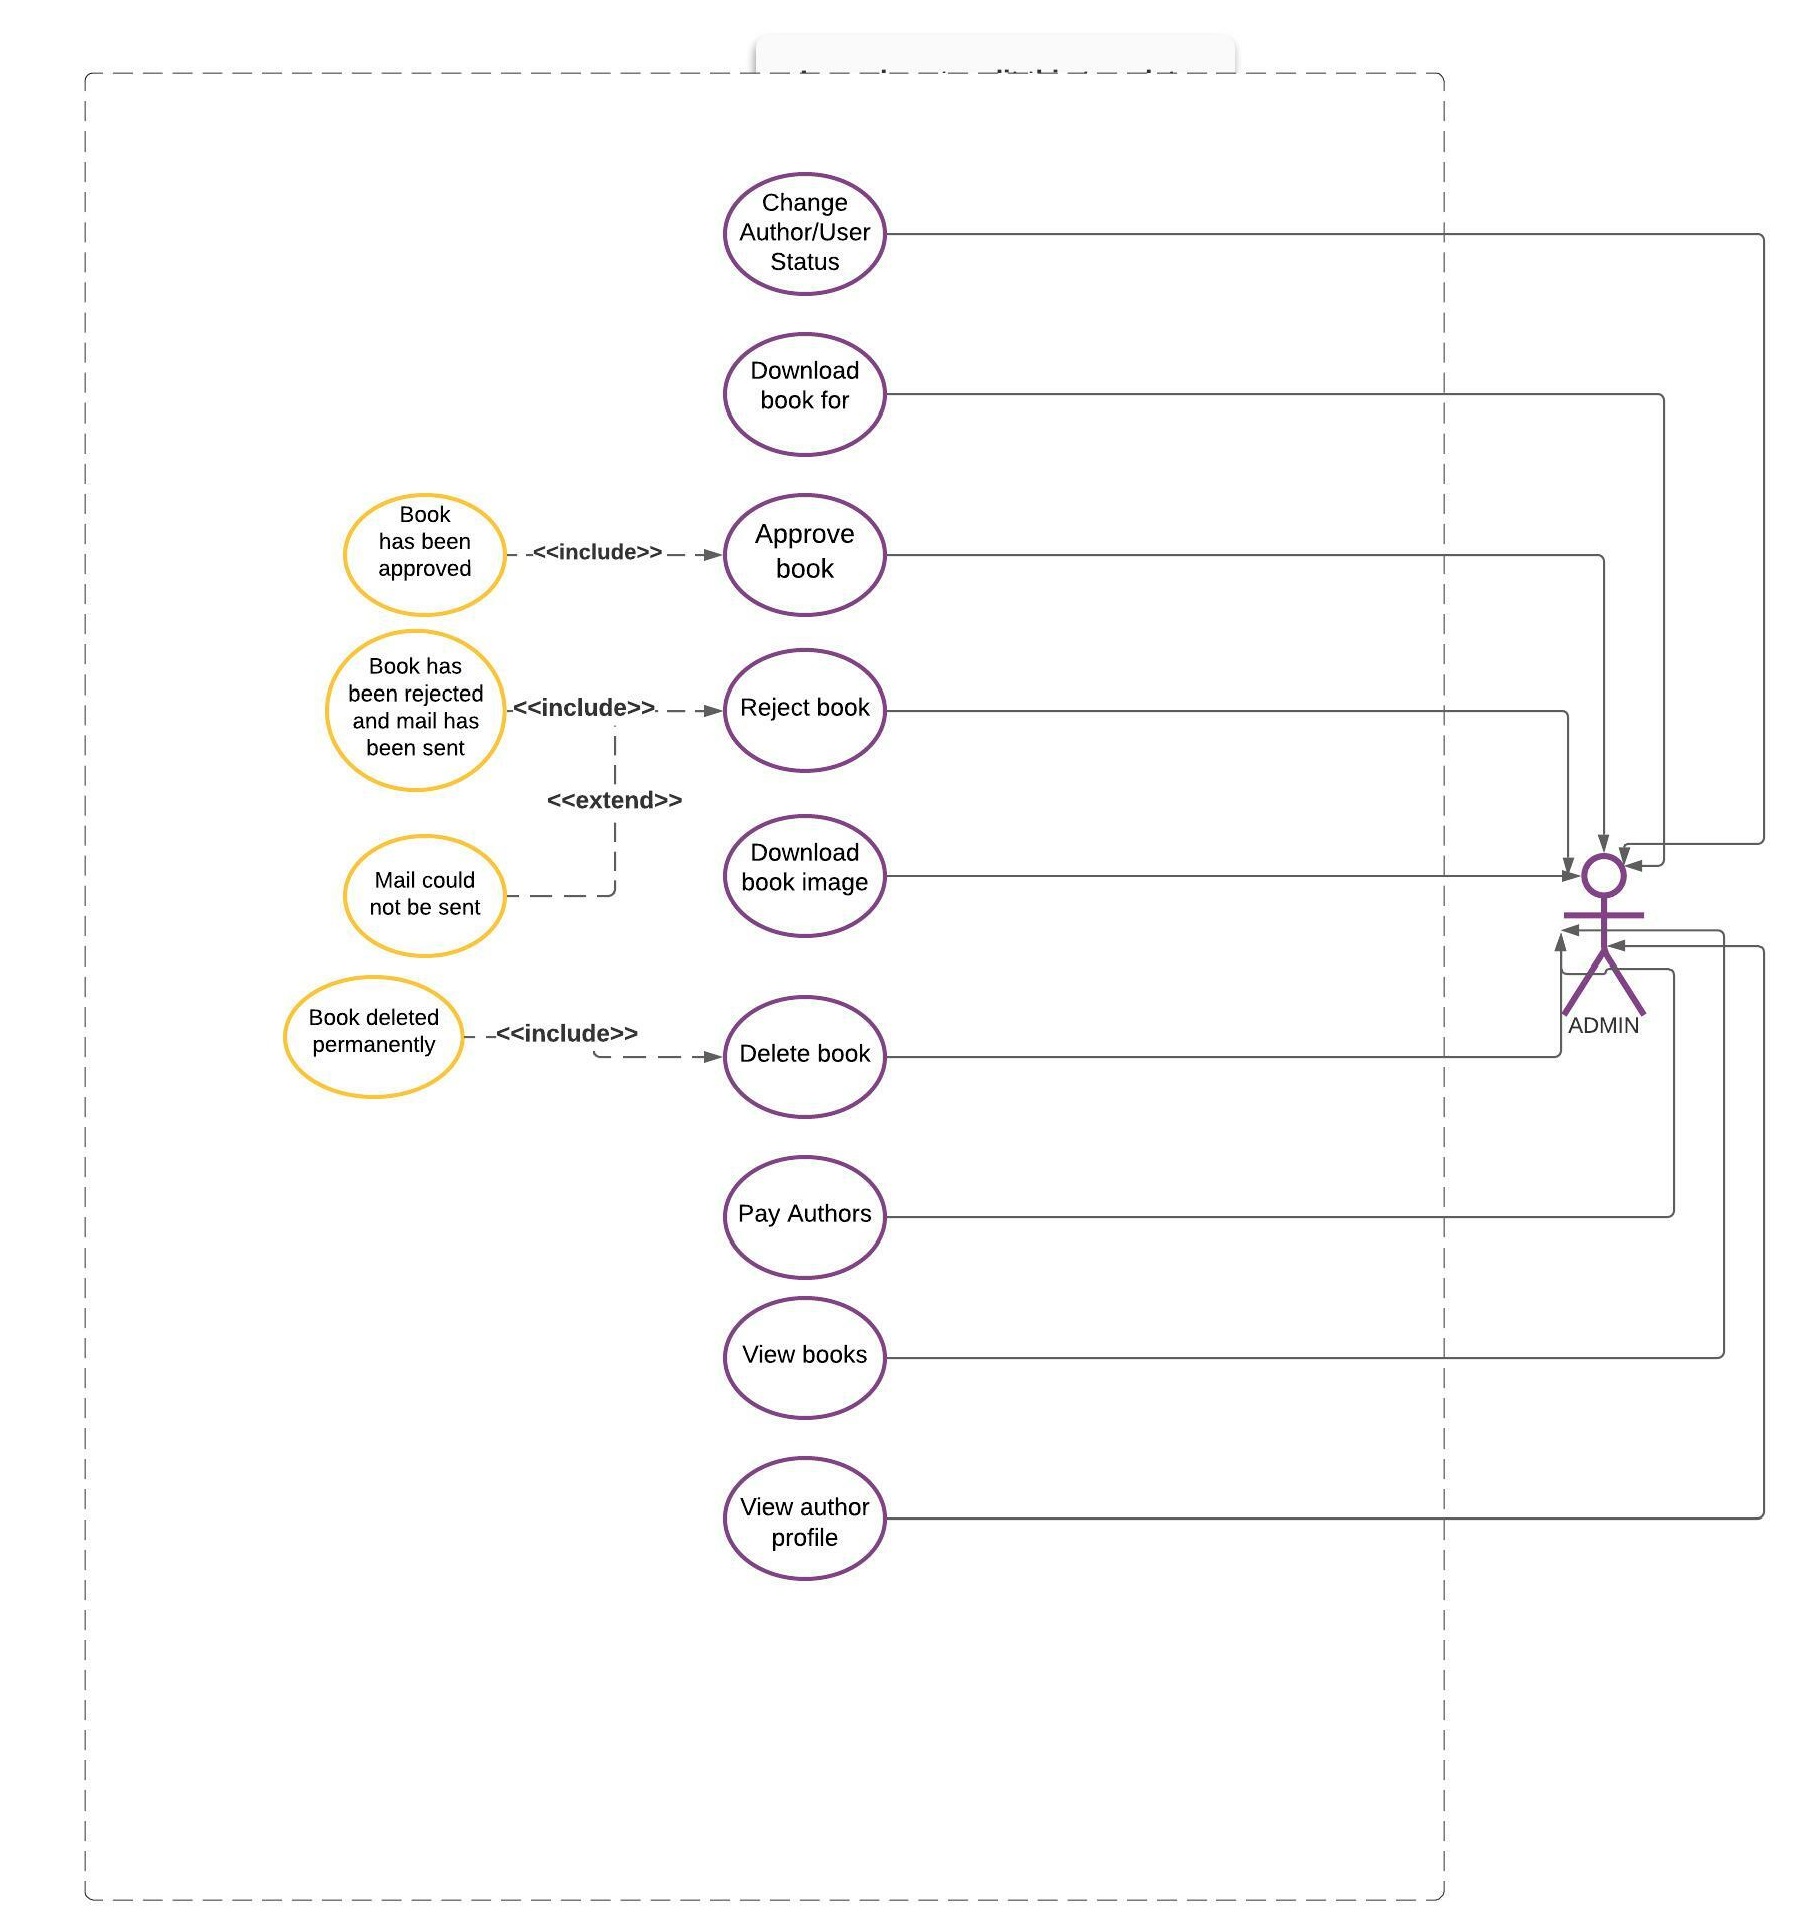 Change
Author/User
Status
Download
book for
Book
has been
approved
<<include>>
Approve
book
Book has
been rejected
and mail has
been sent
<<include>>
Reject book
<<extend>>
Mail could
not be sent
Download
book image
ADMIN
Book deleted
permanently
<<include>>
Delete book
Pay Authors
View books
View author
profile